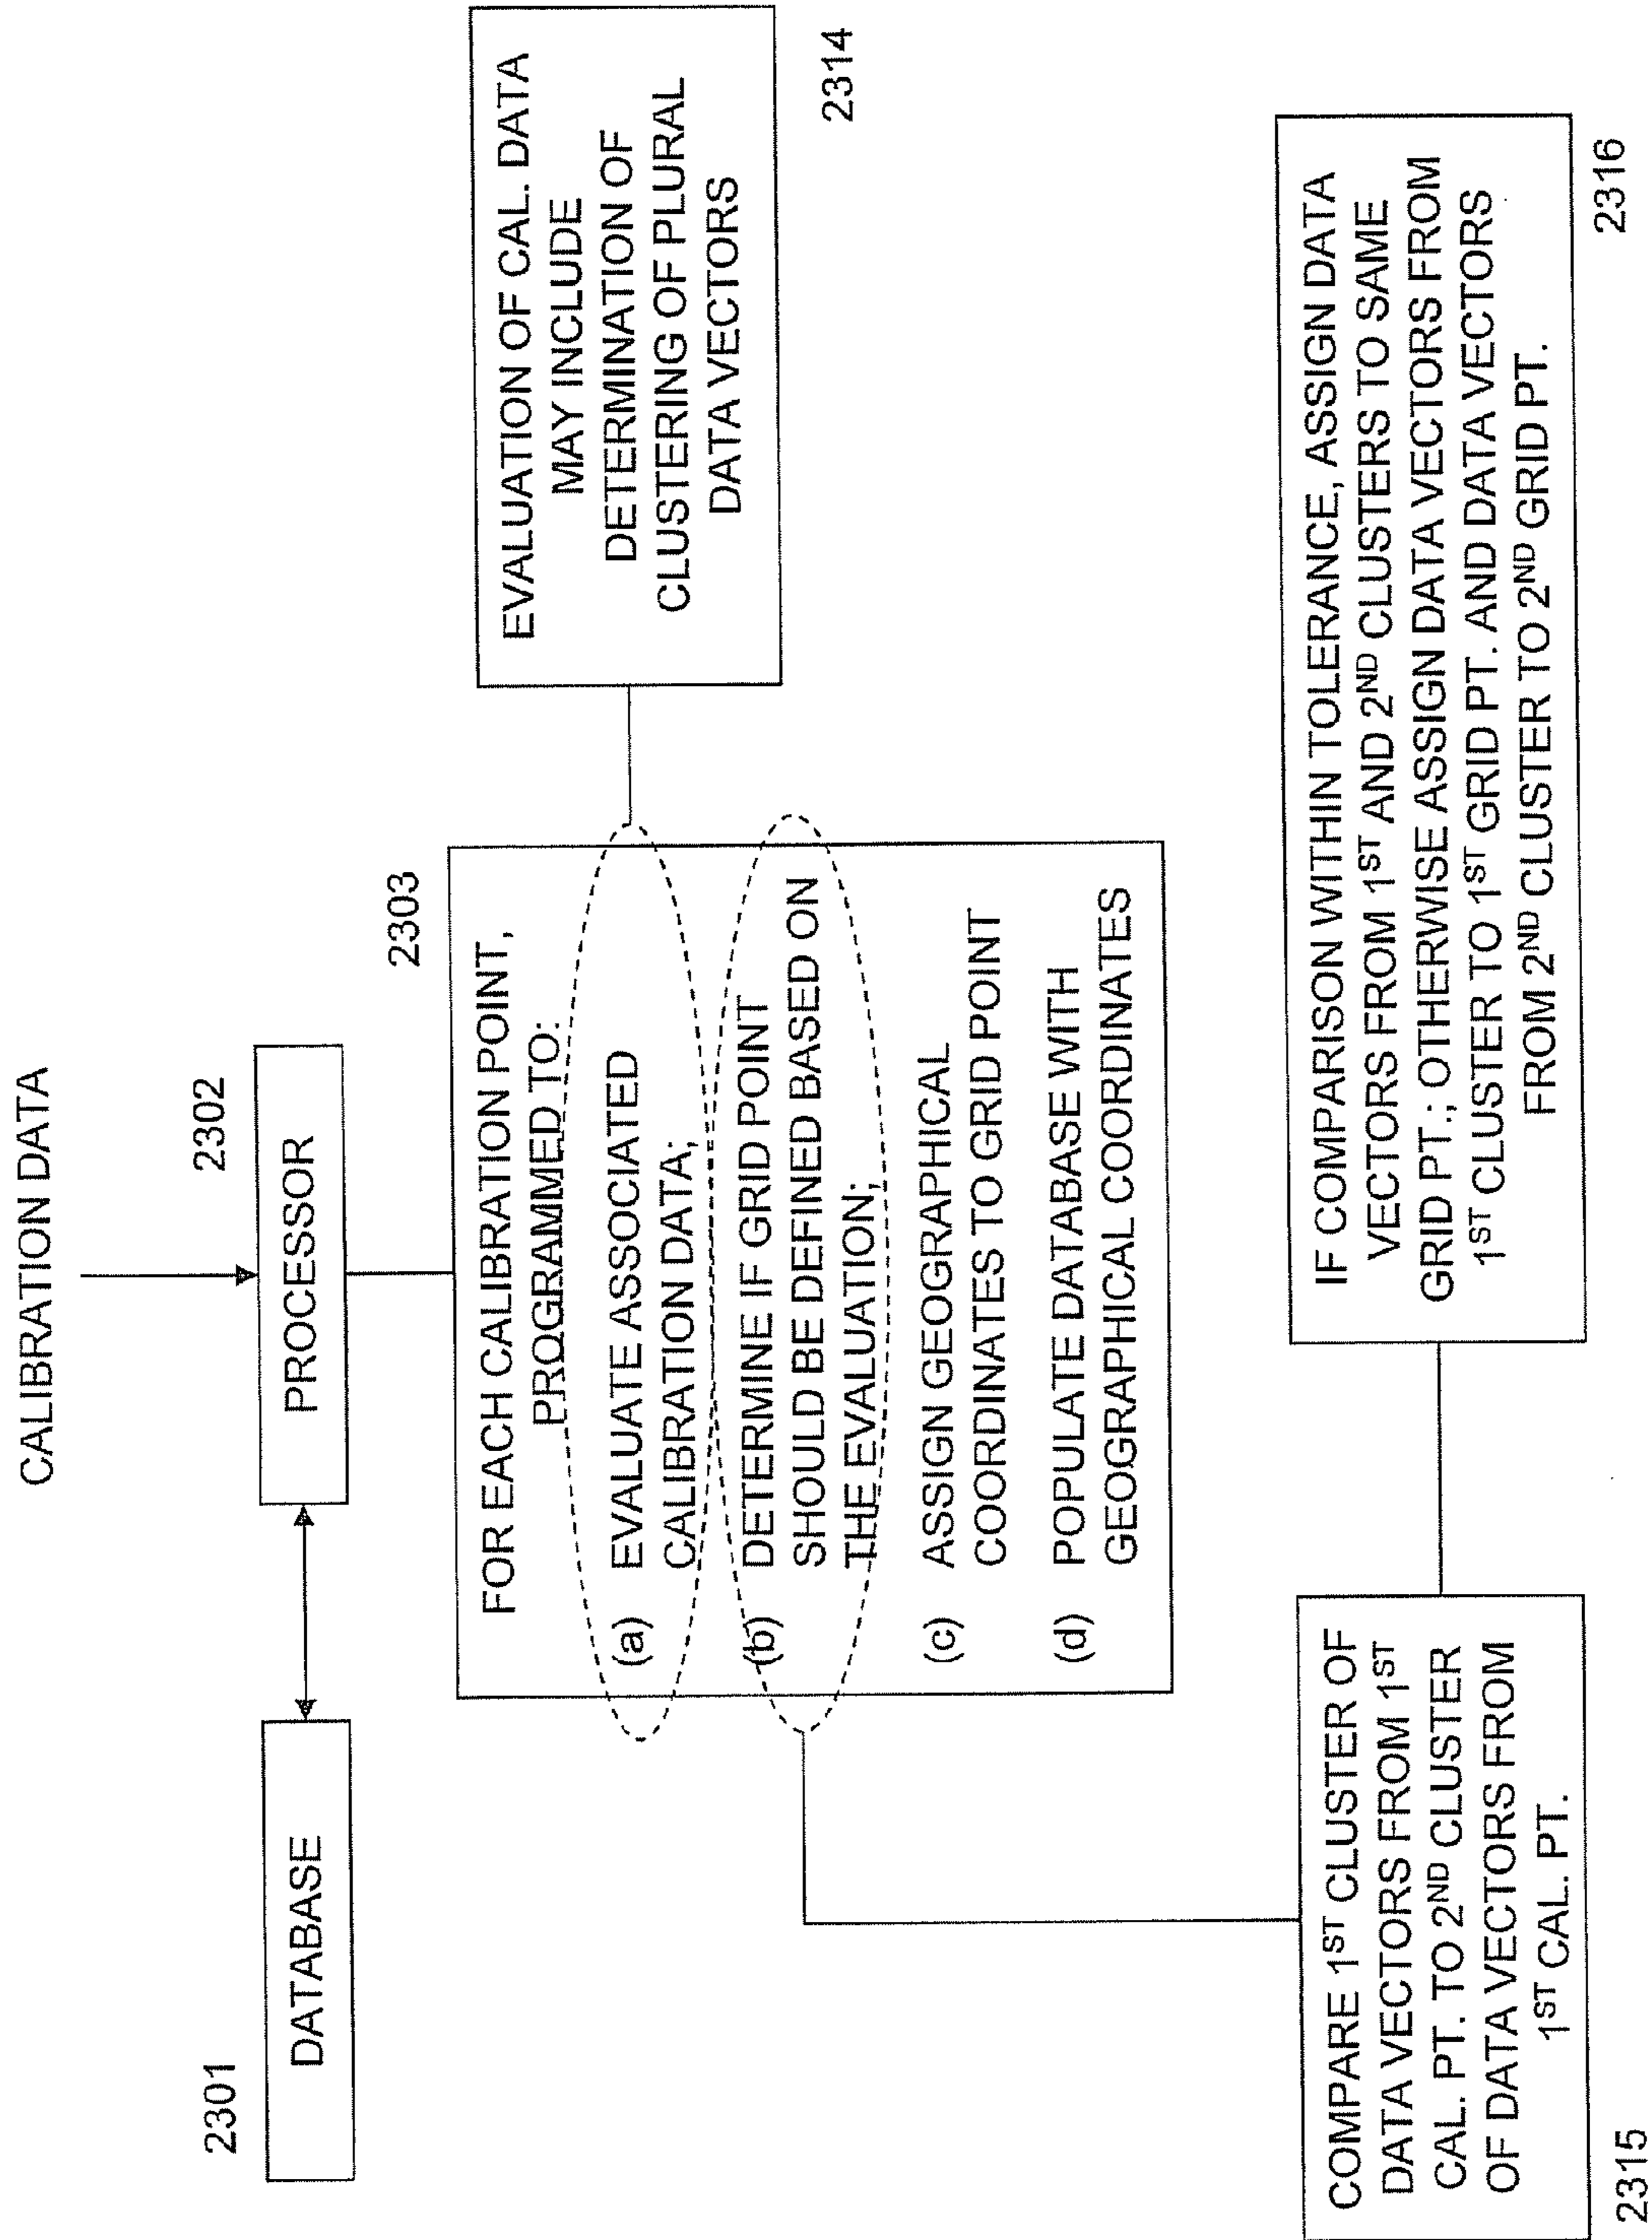 CALIBRATION DATA
2301
DATABASE
2302
PROCESSOR
2303
FOR EACH CALIBRATION POINT,
PROGRAMMED TO:
(a) EVALUATE ASSOCIATED
CALIBRATION DATA;
(b) DETERMINE IF GRID POINT
SHOULD BE DEFINED BASED ON
THE EVALUATION;
(c) ASSIGN GEOGRAPHICAL
COORDINATES TO GRID POINT
(d) POPULATE DATABASE WITH
GEOGRAPHICAL COORDINATES
EVALUATION OF CAL. DATA
MAY INCLUDE
DETERMINATION OF
CLUSTERING OF PLURAL
DATA VECTORS
2314
COMPARE 1ST CLUSTER OF
DATA VECTORS FROM 1ST
CAL. PT. TO 2ND CLUSTER
OF DATA VECTORS FROM
1ST CAL. PT.
2315
IF COMPARISON WITHIN TOLERANCE, ASSIGN DATA
VECTORS FROM 1ST AND 2ND CLUSTERS TO SAME
GRID PT.; OTHERWISE ASSIGN DATA VECTORS FROM
1ST CLUSTER TO 1ST GRID PT. AND DATA VECTORS
FROM 2ND CLUSTER TO 2ND GRID PT.
2316